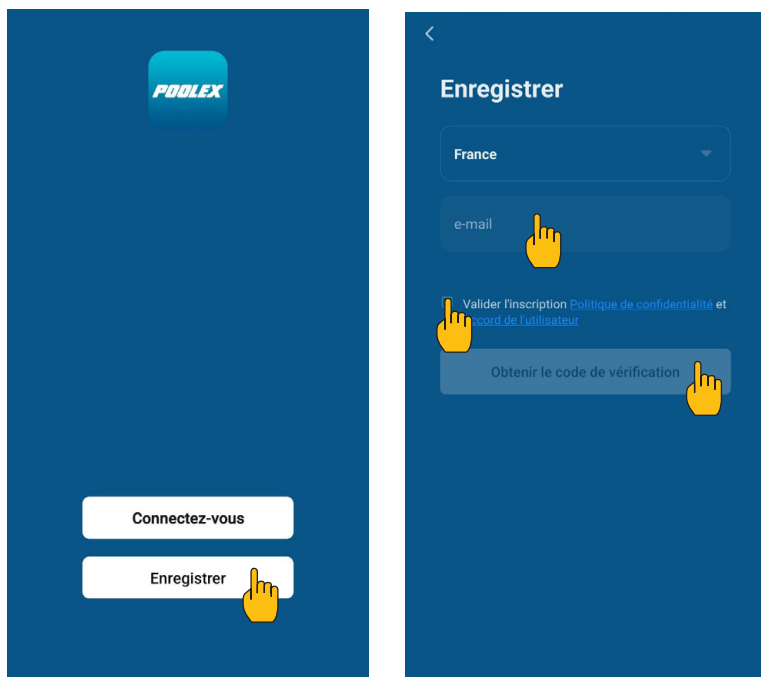 POOLEX
Connectez-vous
Enregistrer
Enregistrer
France
e-mail
Valider l'inscription Politique de confidentialité et
ccord de l'utilisateur
Obtenir le code de vérification